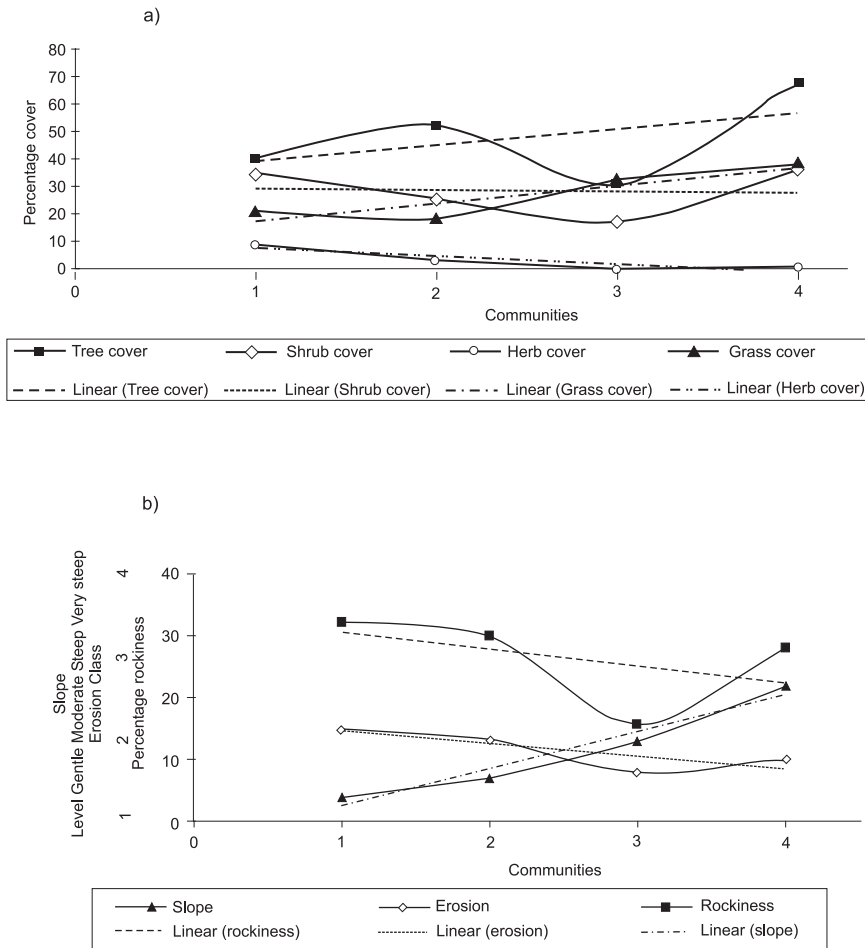 a)
80
70
60
50
40
30
20
10
0
Percentage cover
0 1 2 3 4
Communities
Tree cover Shrub cover Herb cover Grass cover
Linear (Tree cover) Linear (Shrub cover) Linear (Grass cover) Linear (Herb cover)
b)
Slope
Level Gentle Moderate Steep Very steep
Erosion Class
1 2 3 4
Percentage rockiness
40
30
20
10
0
0 1 2 3 4
Communities
Slope Erosion Rockiness
Linear (rockiness) Linear (erosion) Linear (slope)